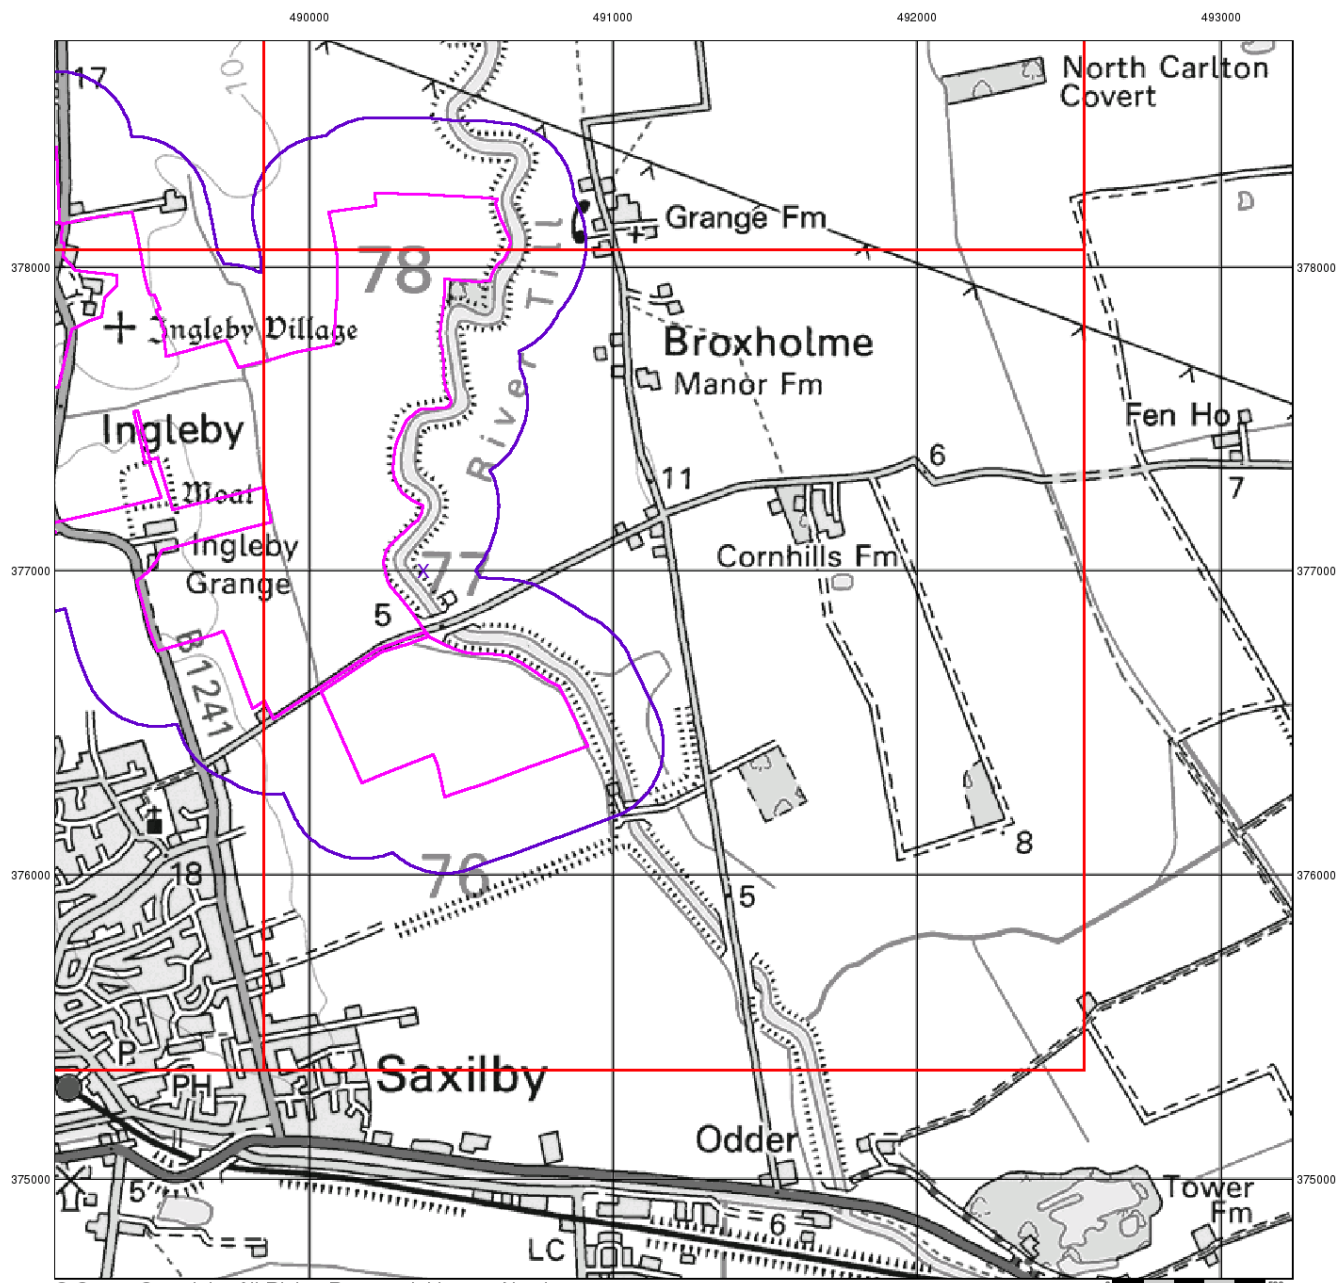 490000 491000 492000 493000
17
10
North Carlton
Covert
Grange Fm
378000
78
378000
River Till
Ingleby Village
Broxholme
Manor Fm
Fen Ho
Ingleby
6
11
7
Moat
Ingleby
Grange
Cornhills Fm
377000
77
377000
5
B 1241
8
376000
76
376000
18
5
P
PH
Saxilby
Odder
375000
375000
5
Tower
Fm
6
LC